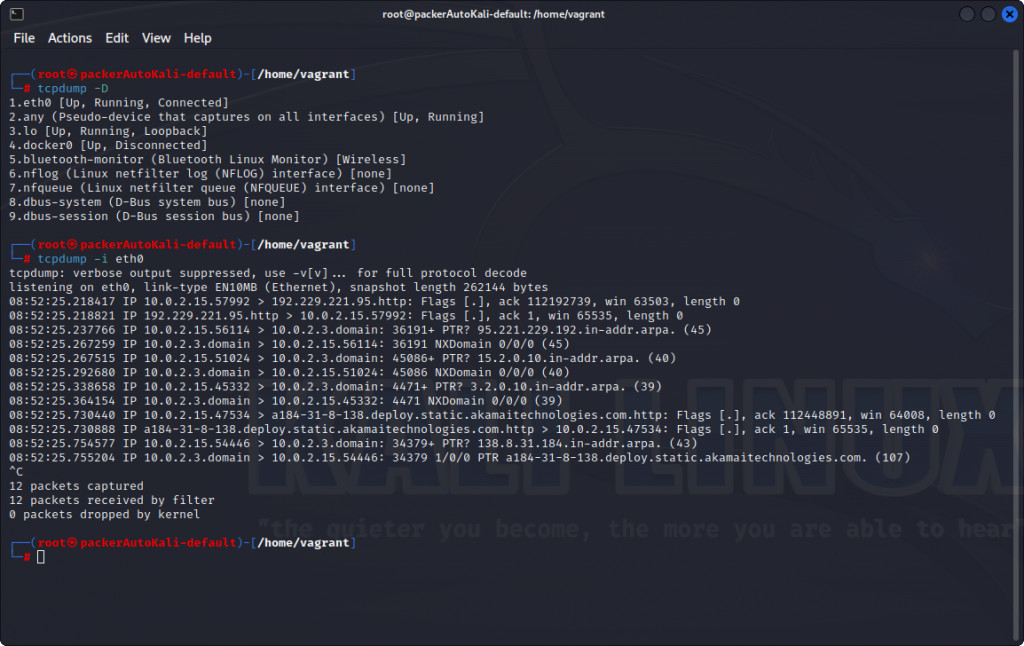 root@packerAutoKali-default: /home/vagrant
File Actions Edit View Help
┌──(root㉿packerAutoKali-default)-[/home/vagrant]
└─# tcpdump -D
1.eth0 [Up, Running, Connected]
2.any (Pseudo-device that captures on all interfaces) [Up, Running]
3.lo [Up, Running, Loopback]
4.docker0 [Up, Disconnected]
5.bluetooth-monitor (Bluetooth Linux Monitor) [Wireless]
6.nflog (Linux netfilter log (NFLOG) interface) [none]
7.nfqueue (Linux netfilter queue (NFQUEUE) interface) [none]
8.dbus-system (D-Bus system bus) [none]
9.dbus-session (D-Bus session bus) [none]
┌──(root㉿packerAutoKali-default)-[/home/vagrant]
└─# tcpdump -i eth0
tcpdump: verbose output suppressed, use -v[v]... for full protocol decode
listening on eth0, link-type EN10MB (Ethernet), snapshot length 262144 bytes
08:52:25.218417 IP 10.0.2.15.57992 > 192.229.221.95.http: Flags [.], ack 112192739, win 63503, length 0
08:52:25.218821 IP 192.229.221.95.http > 10.0.2.15.57992: Flags [.], ack 1, win 65535, length 0
08:52:25.237766 IP 10.0.2.15.56114 > 10.0.2.3.domain: 36191+ PTR? 95.221.229.192.in-addr.arpa. (45)
08:52:25.267259 IP 10.0.2.3.domain > 10.0.2.15.56114: 36191 NXDomain 0/0/0 (45)
08:52:25.267515 IP 10.0.2.15.51024 > 10.0.2.3.domain: 45086+ PTR? 15.2.0.10.in-addr.arpa. (40)
08:52:25.292680 IP 10.0.2.3.domain > 10.0.2.15.51024: 45086 NXDomain 0/0/0 (40)
08:52:25.338658 IP 10.0.2.15.45332 > 10.0.2.3.domain: 4471+ PTR? 3.2.0.10.in-addr.arpa. (39)
08:52:25.364154 IP 10.0.2.3.domain > 10.0.2.15.45332: 4471 NXDomain 0/0/0 (39)
08:52:25.730440 IP 10.0.2.15.47534 > a184-31-8-138.deploy.static.akamaitechnologies.com.http: Flags [.], ack 112448891, win 64008, length 0
08:52:25.730888 IP a184-31-8-138.deploy.static.akamaitechnologies.com.http > 10.0.2.15.47534: Flags [.], ack 1, win 65535, length 0
08:52:25.754577 IP 10.0.2.15.54446 > 10.0.2.3.domain: 34379+ PTR? 138.8.31.184.in-addr.arpa. (43)
08:52:25.755204 IP 10.0.2.3.domain > 10.0.2.15.54446: 34379 1/0/0 PTR a184-31-8-138.deploy.static.akamaitechnologies.com. (107)
^C
12 packets captured
12 packets received by filter
0 packets dropped by kernel
┌──(root㉿packerAutoKali-default)-[/home/vagrant]
└─#
KALI LINUX
"the quieter you become, the more you are able to hear"